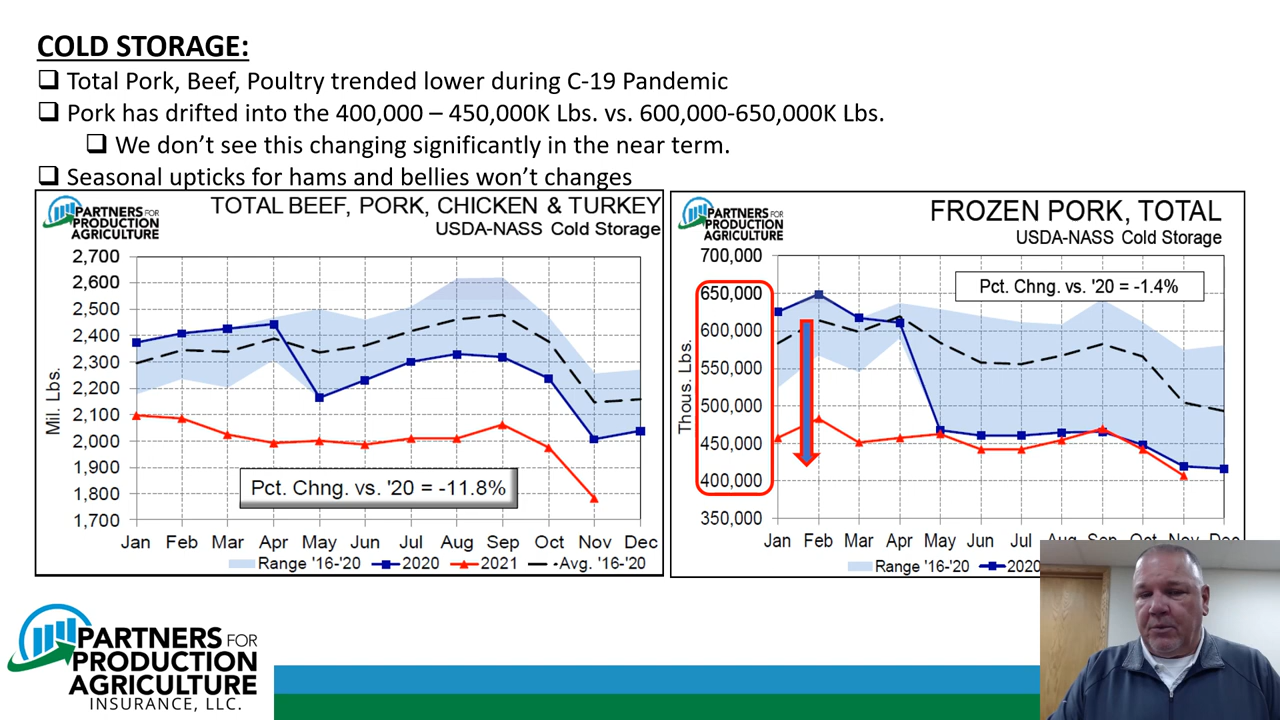 COLD STORAGE:
Total Pork, Beef, Poultry trended lower during C-19 Pandemic
Pork has drifted into the 400,000 – 450,000K Lbs. vs. 600,000-650,000K Lbs.
We don't see this changing significantly in the near term.
Seasonal upticks for hams and bellies won't changes
PARTNERS FOR
PRODUCTION
AGRICULTURE
TOTAL BEEF, PORK, CHICKEN & TURKEY
USDA-NASS Cold Storage
2,700
2,600
2,500
2,400
2,300
2,200
2,100
2,000
1,900
1,800
1,700
Mil. Lbs.
Pct. Chng. vs. '20 = -11.8%
Jan Feb Mar Apr May Jun Jul Aug Sep Oct Nov Dec
Range '16-'20 2020 2021 Avg. '16-'20
PARTNERS FOR
PRODUCTION
AGRICULTURE
FROZEN PORK, TOTAL
USDA-NASS Cold Storage
700,000
650,000
600,000
550,000
500,000
450,000
400,000
350,000
Thous. Lbs.
Pct. Chng. vs. '20 = -1.4%
Jan Feb Mar Apr May Jun Jul Aug Sep Oct Nov Dec
Range '16-'20 2020
PARTNERS FOR
PRODUCTION
AGRICULTURE
INSURANCE, LLC.